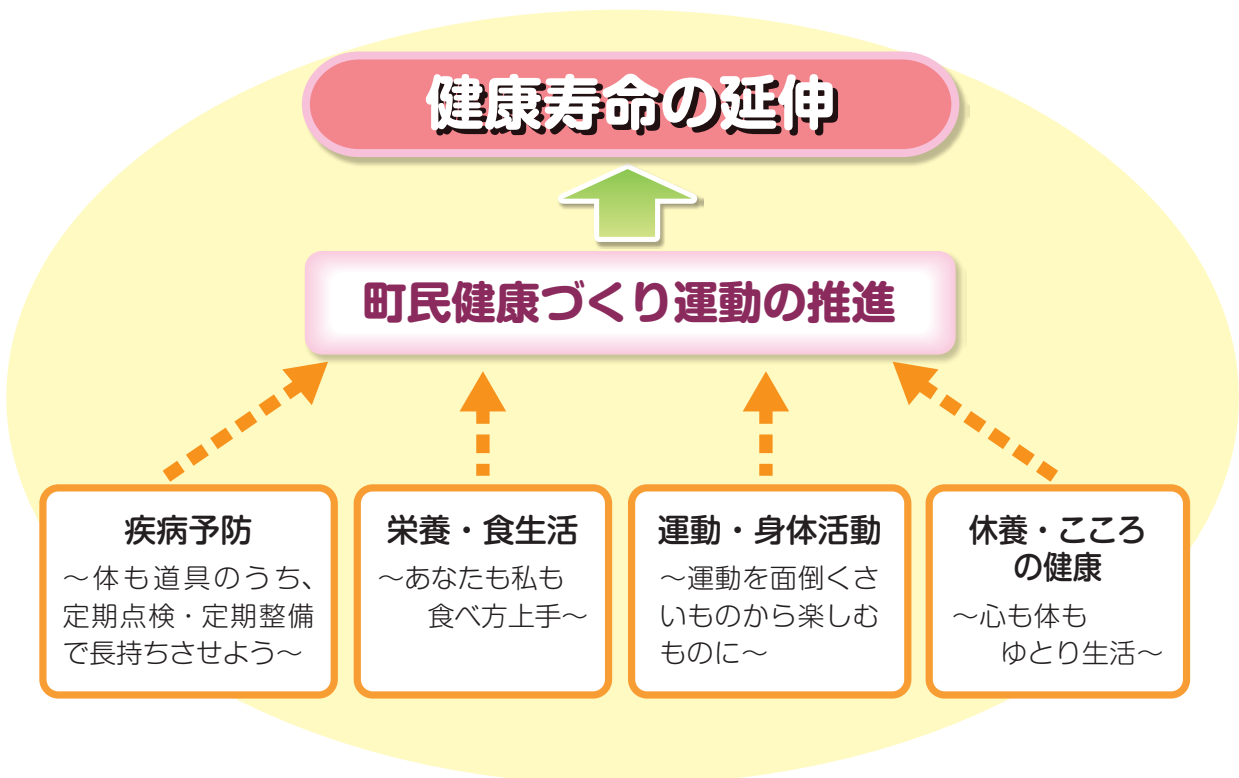 健康寿命の延伸
町民健康づくり運動の推進
疾病予防
～体も道具のうち、
定期点検・定期整備
で長持ちさせよう～
栄養・食生活
～あなたも私も
食べ方上手～
運動・身体活動
～運動を面倒くさ
いものから楽しむ
ものに～
休養・こころ
の健康
～心も体も
ゆとり生活～